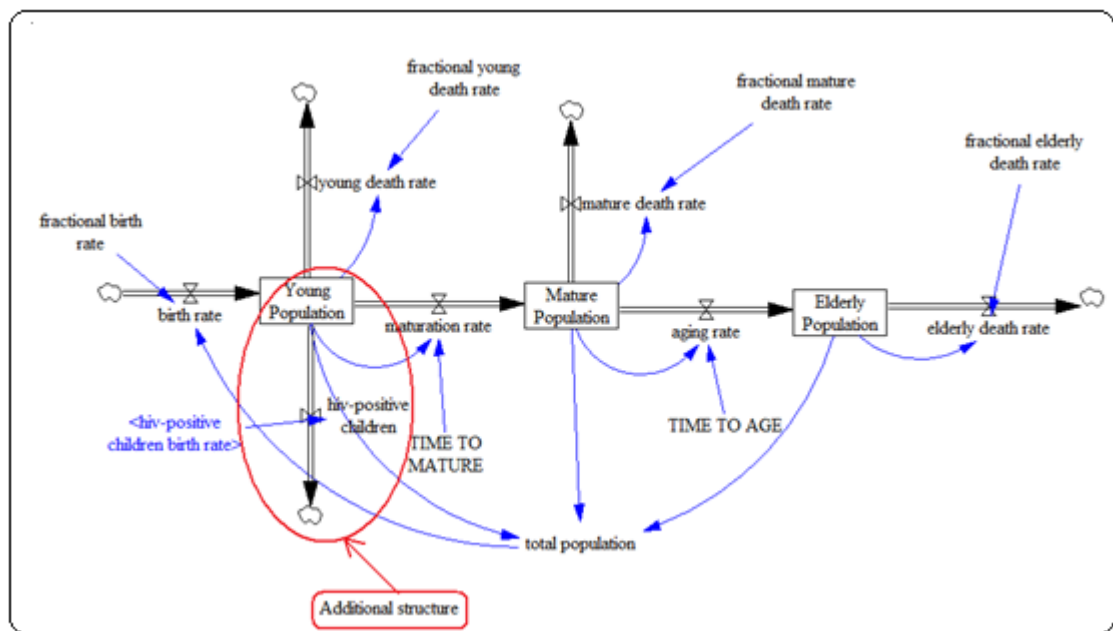 fractional young
death rate
fractional mature
death rate
fractional elderly
death rate
young death rate
mature death rate
fractional birth
rate
Young
Population
Mature
Population
Elderly
Population
birth rate
maturation rate
aging rate
elderly death rate
<hiv-positive
children birth rate>
hiv-positive
children
TIME TO
MATURE
TIME TO AGE
total population
Additional structure